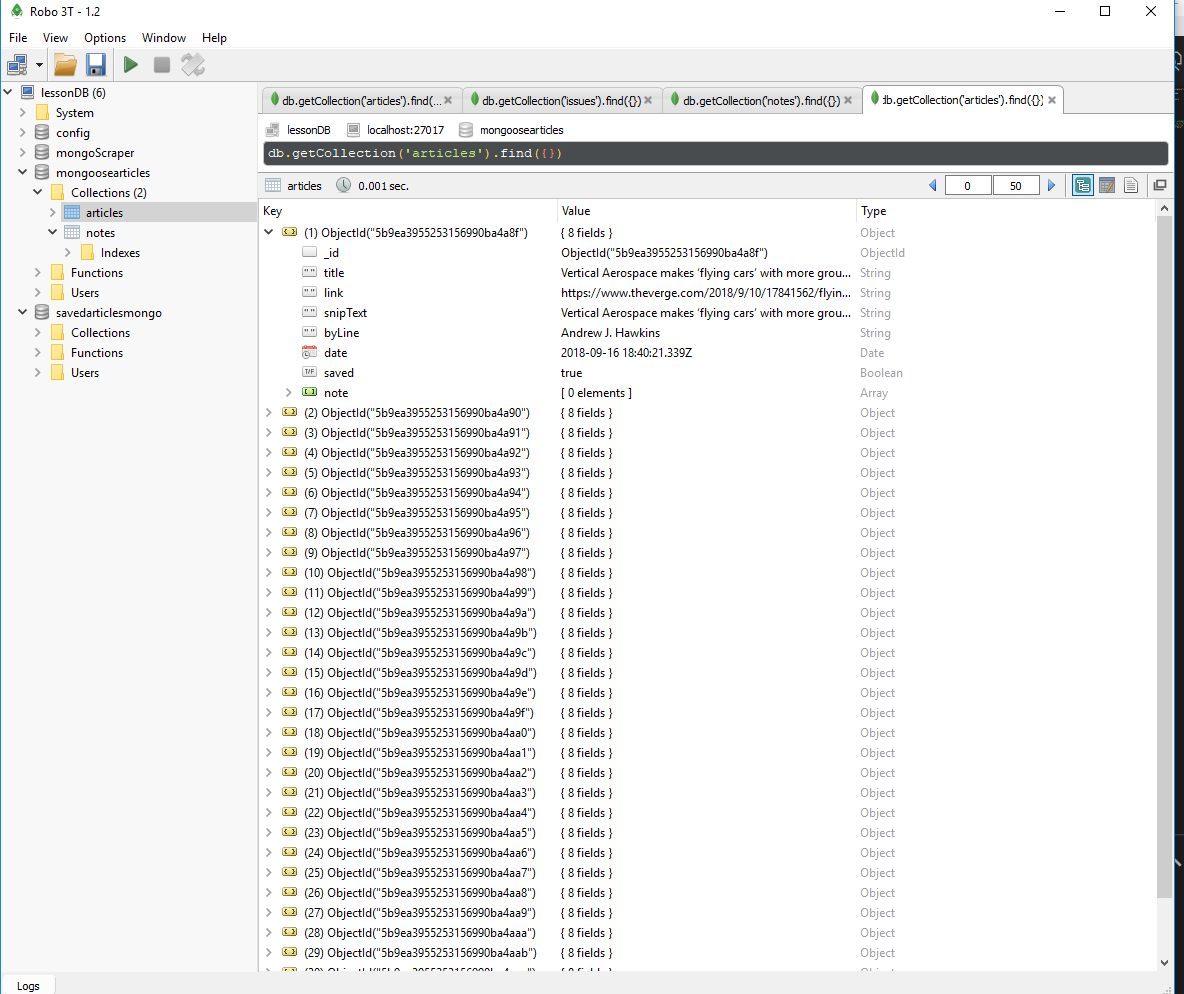 Robo 3T - 1.2
File View Options Window Help
lessonDB (6)
System
config
mongoScraper
mongoosearticles
Collections (2)
articles
notes
Indexes
Functions
Users
savedarticlesmongo
Collections
Functions
Users
db.getCollection('articles').find(... db.getCollection('issues').find({}) db.getCollection('notes').find({}) db.getCollection('articles').find({})
lessonDB localhost:27017 mongoosearticles
db.getCollection('articles').find({})
articles 0.001 sec. 0 50
Key Value Type
(1) ObjectId("5b9ea3955253156990ba4a8f") { 8 fields } Object
_id ObjectId("5b9ea3955253156990ba4a8f") ObjectId
title Vertical Aerospace makes ‘flying cars’ with more grou... String
link https://www.theverge.com/2018/9/10/17841562/flyin... String
snipText Vertical Aerospace makes ‘flying cars’ with more grou... String
byLine Andrew J. Hawkins String
date 2018-09-16 18:40:21.339Z Date
saved true Boolean
note [ 0 elements ] Array
(2) ObjectId("5b9ea3955253156990ba4a90") { 8 fields } Object
(3) ObjectId("5b9ea3955253156990ba4a91") { 8 fields } Object
(4) ObjectId("5b9ea3955253156990ba4a92") { 8 fields } Object
(5) ObjectId("5b9ea3955253156990ba4a93") { 8 fields } Object
(6) ObjectId("5b9ea3955253156990ba4a94") { 8 fields } Object
(7) ObjectId("5b9ea3955253156990ba4a95") { 8 fields } Object
(8) ObjectId("5b9ea3955253156990ba4a96") { 8 fields } Object
(9) ObjectId("5b9ea3955253156990ba4a97") { 8 fields } Object
(10) ObjectId("5b9ea3955253156990ba4a98") { 8 fields } Object
(11) ObjectId("5b9ea3955253156990ba4a99") { 8 fields } Object
(12) ObjectId("5b9ea3955253156990ba4a9a") { 8 fields } Object
(13) ObjectId("5b9ea3955253156990ba4a9b") { 8 fields } Object
(14) ObjectId("5b9ea3955253156990ba4a9c") { 8 fields } Object
(15) ObjectId("5b9ea3955253156990ba4a9d") { 8 fields } Object
(16) ObjectId("5b9ea3955253156990ba4a9e") { 8 fields } Object
(17) ObjectId("5b9ea3955253156990ba4a9f") { 8 fields } Object
(18) ObjectId("5b9ea3955253156990ba4aa0") { 8 fields } Object
(19) ObjectId("5b9ea3955253156990ba4aa1") { 8 fields } Object
(20) ObjectId("5b9ea3955253156990ba4aa2") { 8 fields } Object
(21) ObjectId("5b9ea3955253156990ba4aa3") { 8 fields } Object
(22) ObjectId("5b9ea3955253156990ba4aa4") { 8 fields } Object
(23) ObjectId("5b9ea3955253156990ba4aa5") { 8 fields } Object
(24) ObjectId("5b9ea3955253156990ba4aa6") { 8 fields } Object
(25) ObjectId("5b9ea3955253156990ba4aa7") { 8 fields } Object
(26) ObjectId("5b9ea3955253156990ba4aa8") { 8 fields } Object
(27) ObjectId("5b9ea3955253156990ba4aa9") { 8 fields } Object
(28) ObjectId("5b9ea3955253156990ba4aaa") { 8 fields } Object
(29) ObjectId("5b9ea3955253156990ba4aab") { 8 fields } Object
Logs